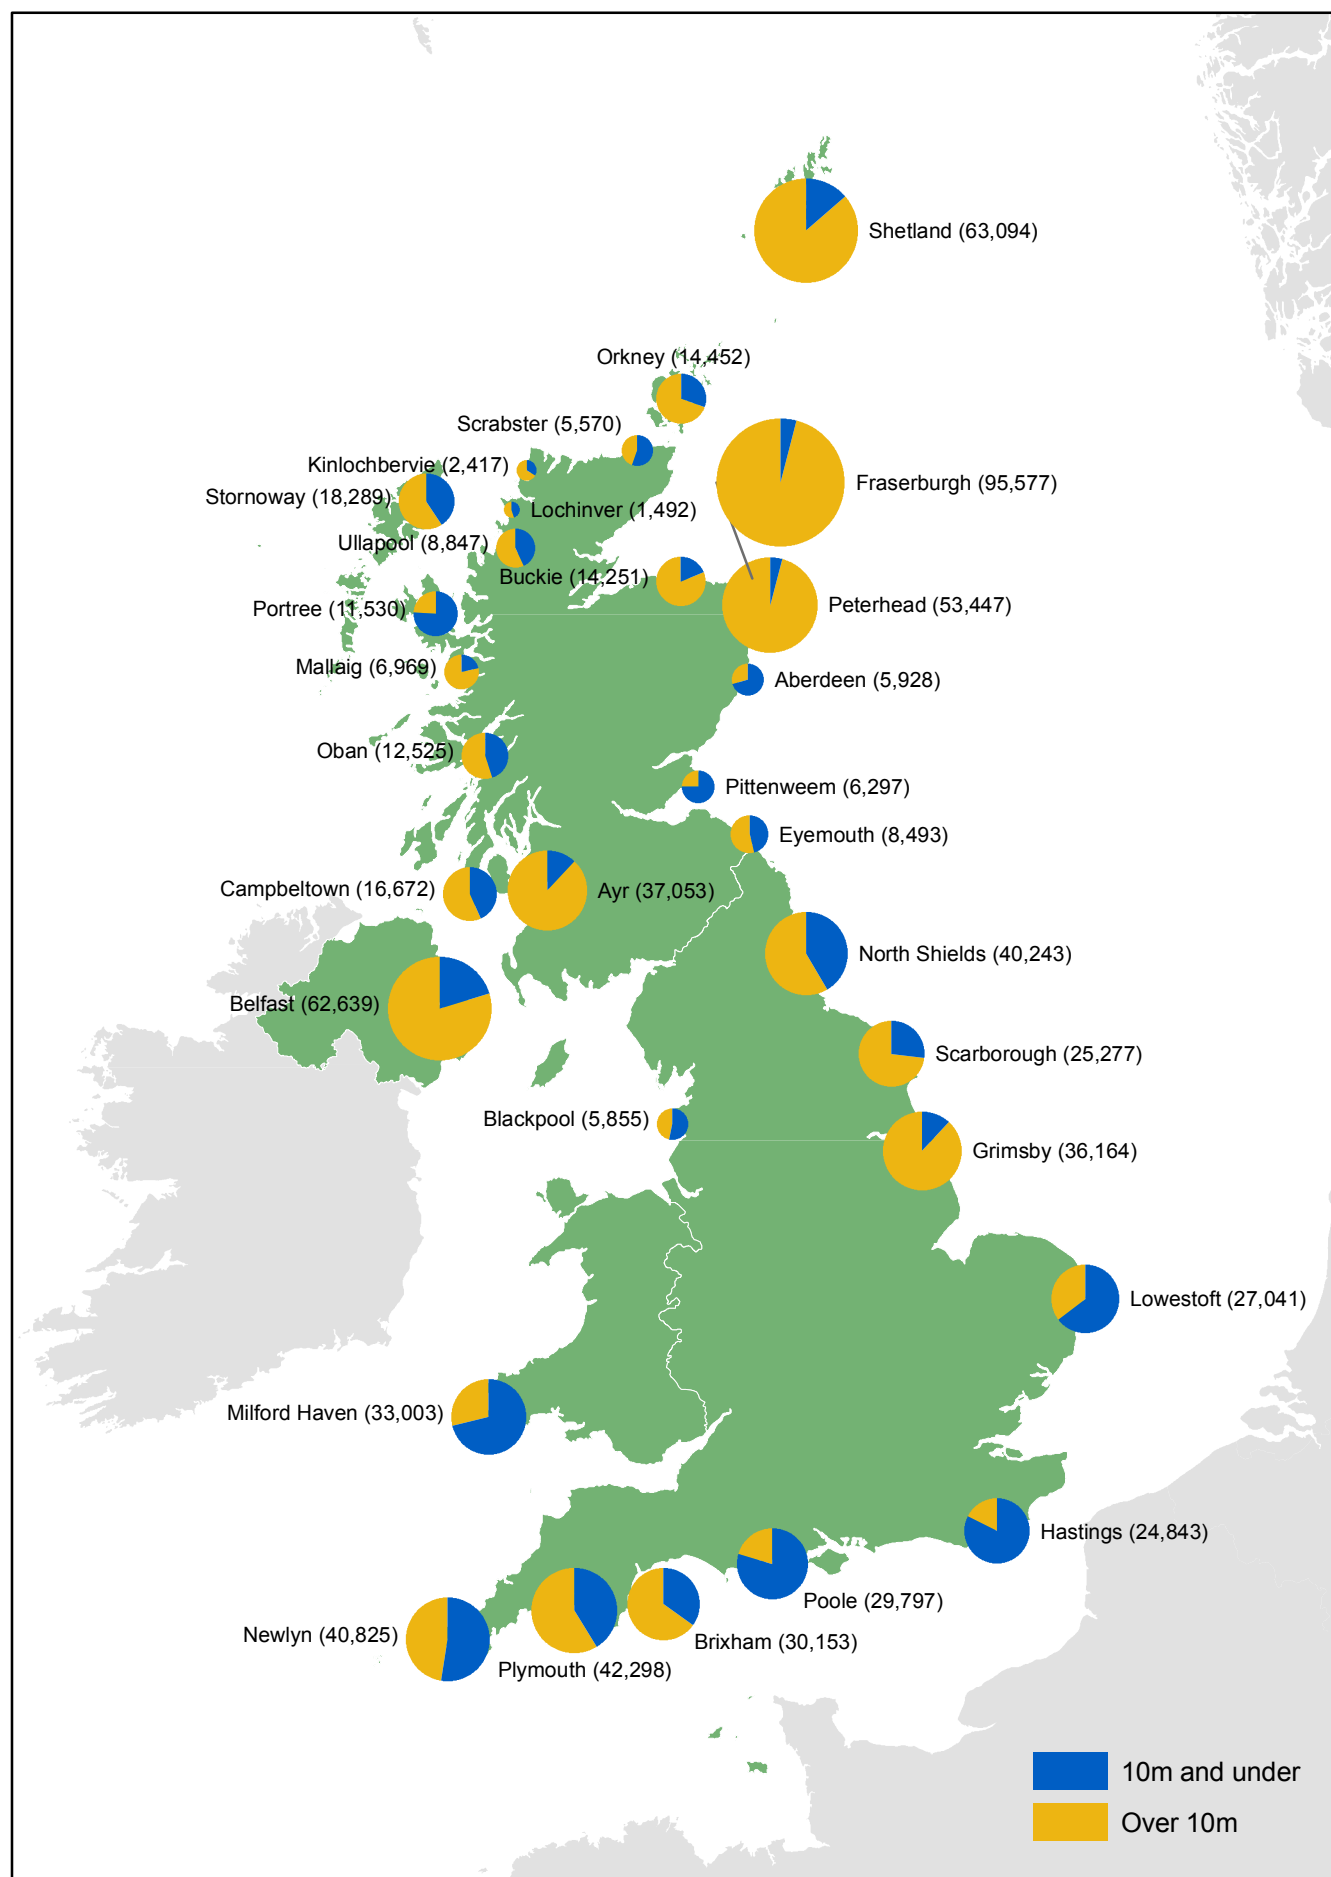 Shetland (63,094)
Orkney (14,452)
Scrabster (5,570)
Kinlochbervie (2,417)
Fraserburgh (95,577)
Stornoway (18,289)
Lochinver (1,492)
Ullapool (8,847)
Buckie (14,251)
Peterhead (53,447)
Portree (11,530)
Mallaig (6,969)
Aberdeen (5,928)
Oban (12,525)
Pittenweem (6,297)
Eyemouth (8,493)
Campbeltown (16,672)
Ayr (37,053)
North Shields (40,243)
Belfast (62,639)
Scarborough (25,277)
Blackpool (5,855)
Grimsby (36,164)
Lowestoft (27,041)
Milford Haven (33,003)
Hastings (24,843)
Poole (29,797)
Newlyn (40,825)
Brixham (30,153)
Plymouth (42,298)
10m and under
Over 10m